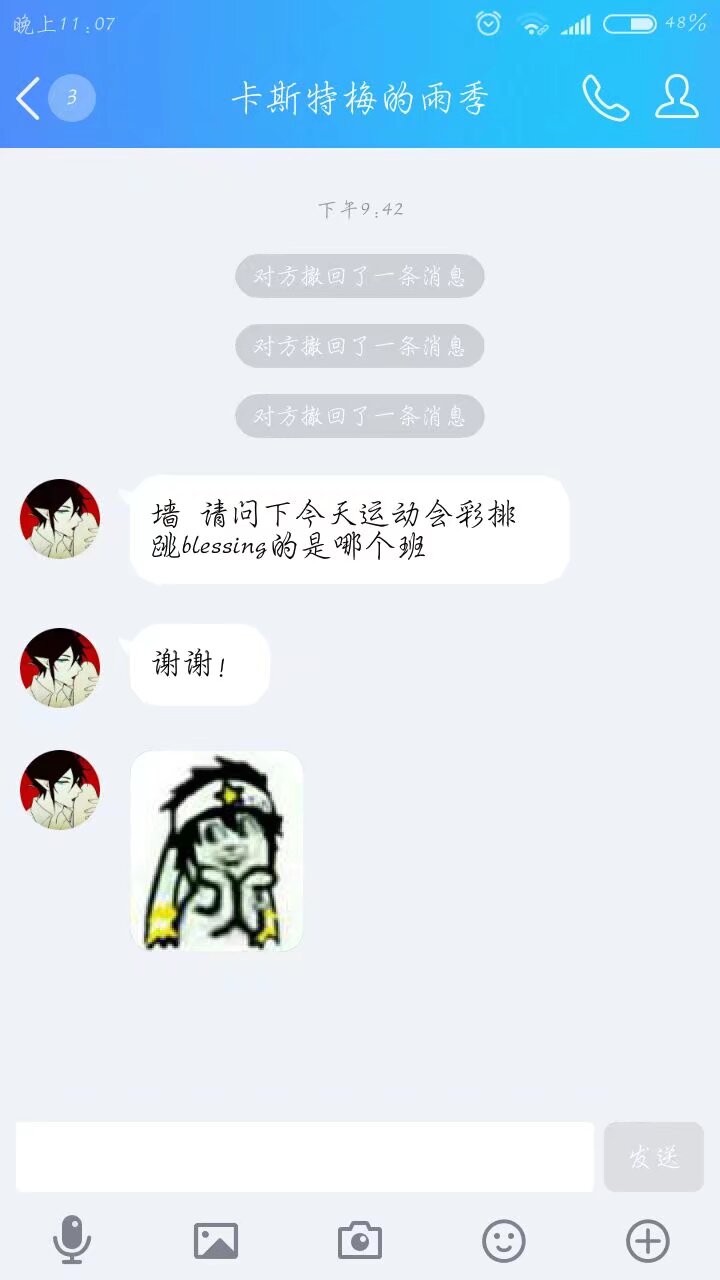 晚上11:07
48%
3
卡斯特梅的雨季
下午9:42
对方撤回了一条消息
对方撤回了一条消息
对方撤回了一条消息
墙 请问下今天运动会彩排
跳blessing的是哪个班
谢谢!
发送